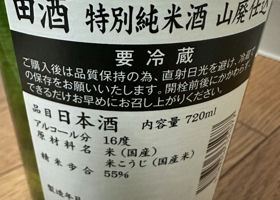 酒 特別純米酒 山廃仕込
要冷蔵
ご購入後は品質保持の為、直射日光を避け、冷蔵で
の保存をお願いいたします。開栓前後にかかわらず、
できるだけお早めにお召し上がりください。
品目 日本酒 内容量 720ml
アルコール分 16度
原材料名 米(国産)
米こうじ(国産米)
精米歩合 55%
製造年月